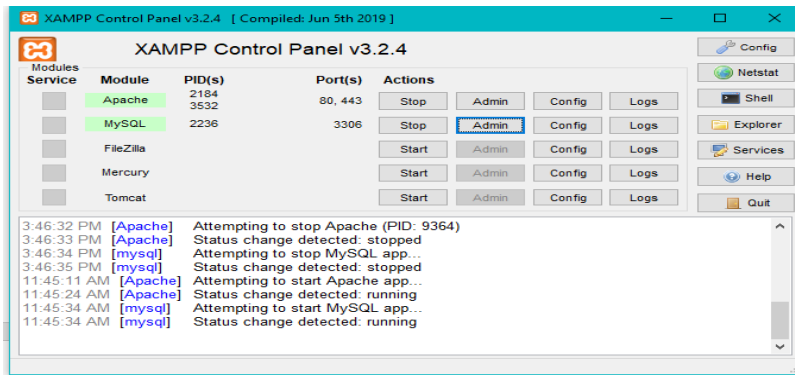 XAMPP Control Panel v3.2.4 [ Compiled: Jun 5th 2019 ]
XAMPP Control Panel v3.2.4
Config
Modules
Service Module PID(s) Port(s) Actions
Netstat
Apache 2184 3532 80, 443 Stop Admin Config Logs
Shell
MySQL 2236 3306 Stop Admin Config Logs
Explorer
FileZilla Start Admin Config Logs
Services
Mercury Start Admin Config Logs
Help
Tomcat Start Admin Config Logs
Quit
3:46:32 PM [Apache] Attempting to stop Apache (PID: 9364)
3:46:33 PM [Apache] Status change detected: stopped
3:46:34 PM [mysql] Attempting to stop MySQL app...
3:46:35 PM [mysql] Status change detected: stopped
11:45:11 AM [Apache] Attempting to start Apache app...
11:45:24 AM [Apache] Status change detected: running
11:45:34 AM [mysql] Attempting to start MySQL app...
11:45:34 AM [mysql] Status change detected: running